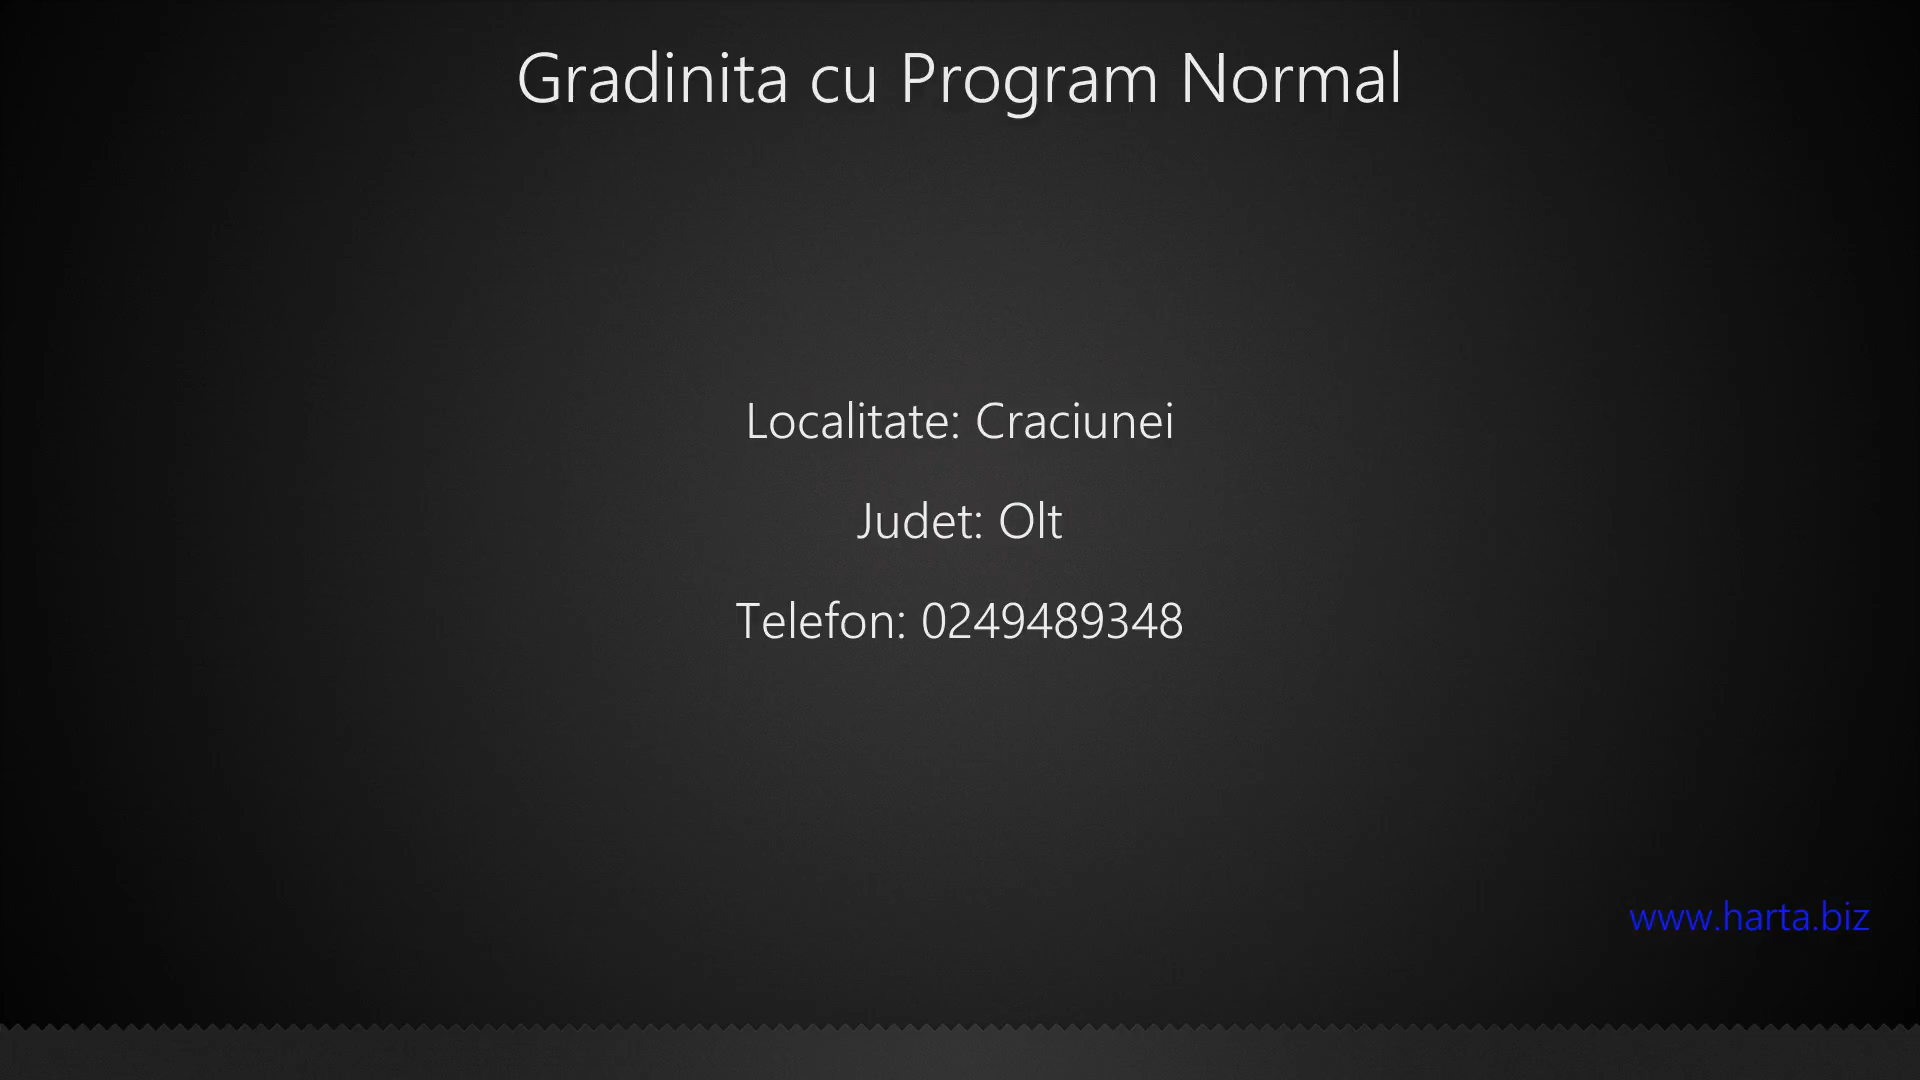 Gradinita cu Program Normal
Localitate: Craciunei
Judet: Olt
Telefon: 0249489348
www.harta.biz